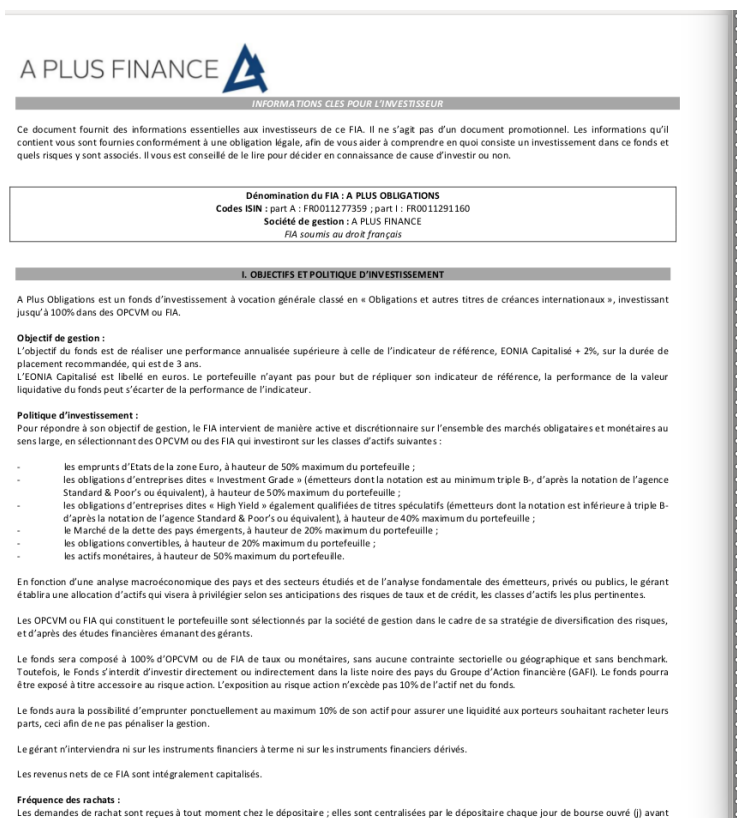 A PLUS FINANCE
INFORMATIONS CLES POUR L'INVESTISSEUR
Ce document fournit des informations essentielles aux investisseurs de ce FIA. Il ne s'agit pas d'un document promotionnel. Les informations qu'il
contient vous sont fournies conformément à une obligation légale, afin de vous aider à comprendre en quoi consiste un investissement dans ce fonds et
quels risques y sont associés. Il vous est conseillé de le lire pour décider en connaissance de cause d'investir ou non.
Dénomination du FIA : A PLUS OBLIGATIONS
Codes ISIN : part A : FR0011277359 ; part I : FR0011291160
Société de gestion : A PLUS FINANCE
FIA soumis au droit français
I. OBJECTIFS ET POLITIQUE D'INVESTISSEMENT
A Plus Obligations est un fonds d'investissement à vocation générale classé en « Obligations et autres titres de créances internationaux », investissant
jusqu'à 100% dans des OPCVM ou FIA.
Objectif de gestion :
L'objectif du fonds est de réaliser une performance annualisée supérieure à celle de l'indicateur de référence, EONIA Capitalisé + 2%, sur la durée de
placement recommandée, qui est de 3 ans.
L'EONIA Capitalisé est libellé en euros. Le portefeuille n'ayant pas pour but de répliquer son indicateur de référence, la performance de la valeur
liquidative du fonds peut s'écarter de la performance de l'indicateur.
Politique d'investissement :
Pour répondre à son objectif de gestion, le FIA intervient de manière active et discrétionnaire sur l'ensemble des marchés obligataires et monétaires au
sens large, en sélectionnant des OPCVM ou des FIA qui investiront sur les classes d'actifs suivantes :
- les emprunts d'Etats de la zone Euro, à hauteur de 50% maximum du portefeuille ;
- les obligations d'entreprises dites « Investment Grade » (émetteurs dont la notation est au minimum triple B-, d'après la notation de l'agence
Standard & Poor's ou équivalent), à hauteur de 50% maximum du portefeuille ;
- les obligations d'entreprises dites « High Yield » également qualifiées de titres spéculatifs (émetteurs dont la notation est inférieure à triple B-
d'après la notation de l'agence Standard & Poor's ou équivalent), à hauteur de 40% maximum du portefeuille ;
- le Marché de la dette des pays émergents, à hauteur de 20% maximum du portefeuille ;
- les obligations convertibles, à hauteur de 20% maximum du portefeuille ;
- les actifs monétaires, à hauteur de 50% maximum du portefeuille.
En fonction d'une analyse macroéconomique des pays et des secteurs étudiés et de l'analyse fondamentale des émetteurs, privés ou publics, le gérant
établira une allocation d'actifs qui visera à privilégier selon ses anticipations des risques de taux et de crédit, les classes d'actifs les plus pertinentes.
Les OPCVM ou FIA qui constituent le portefeuille sont sélectionnés par la société de gestion dans le cadre de sa stratégie de diversification des risques,
et d'après des études financières émanant des gérants.
Le fonds sera composé à 100% d'OPCVM ou de FIA de taux ou monétaires, sans aucune contrainte sectorielle ou géographique et sans benchmark.
Toutefois, le Fonds s'interdit d'investir directement ou indirectement dans la liste noire des pays du Groupe d'Action financière (GAFI). Le fonds pourra
être exposé à titre accessoire au risque action. L'exposition au risque action n'excède pas 10% de l'actif net du fonds.
Le fonds aura la possibilité d'emprunter ponctuellement au maximum 10% de son actif pour assurer une liquidité aux porteurs souhaitant racheter leurs
parts, ceci afin de ne pas pénaliser la gestion.
Le gérant n'interviendra ni sur les instruments financiers à terme ni sur les instruments financiers dérivés.
Les revenus nets de ce FIA sont intégralement capitalisés.
Fréquence des rachats :
Les demandes de rachat sont reçues à tout moment chez le dépositaire ; elles sont centralisées par le dépositaire chaque jour de bourse ouvré (j) avant